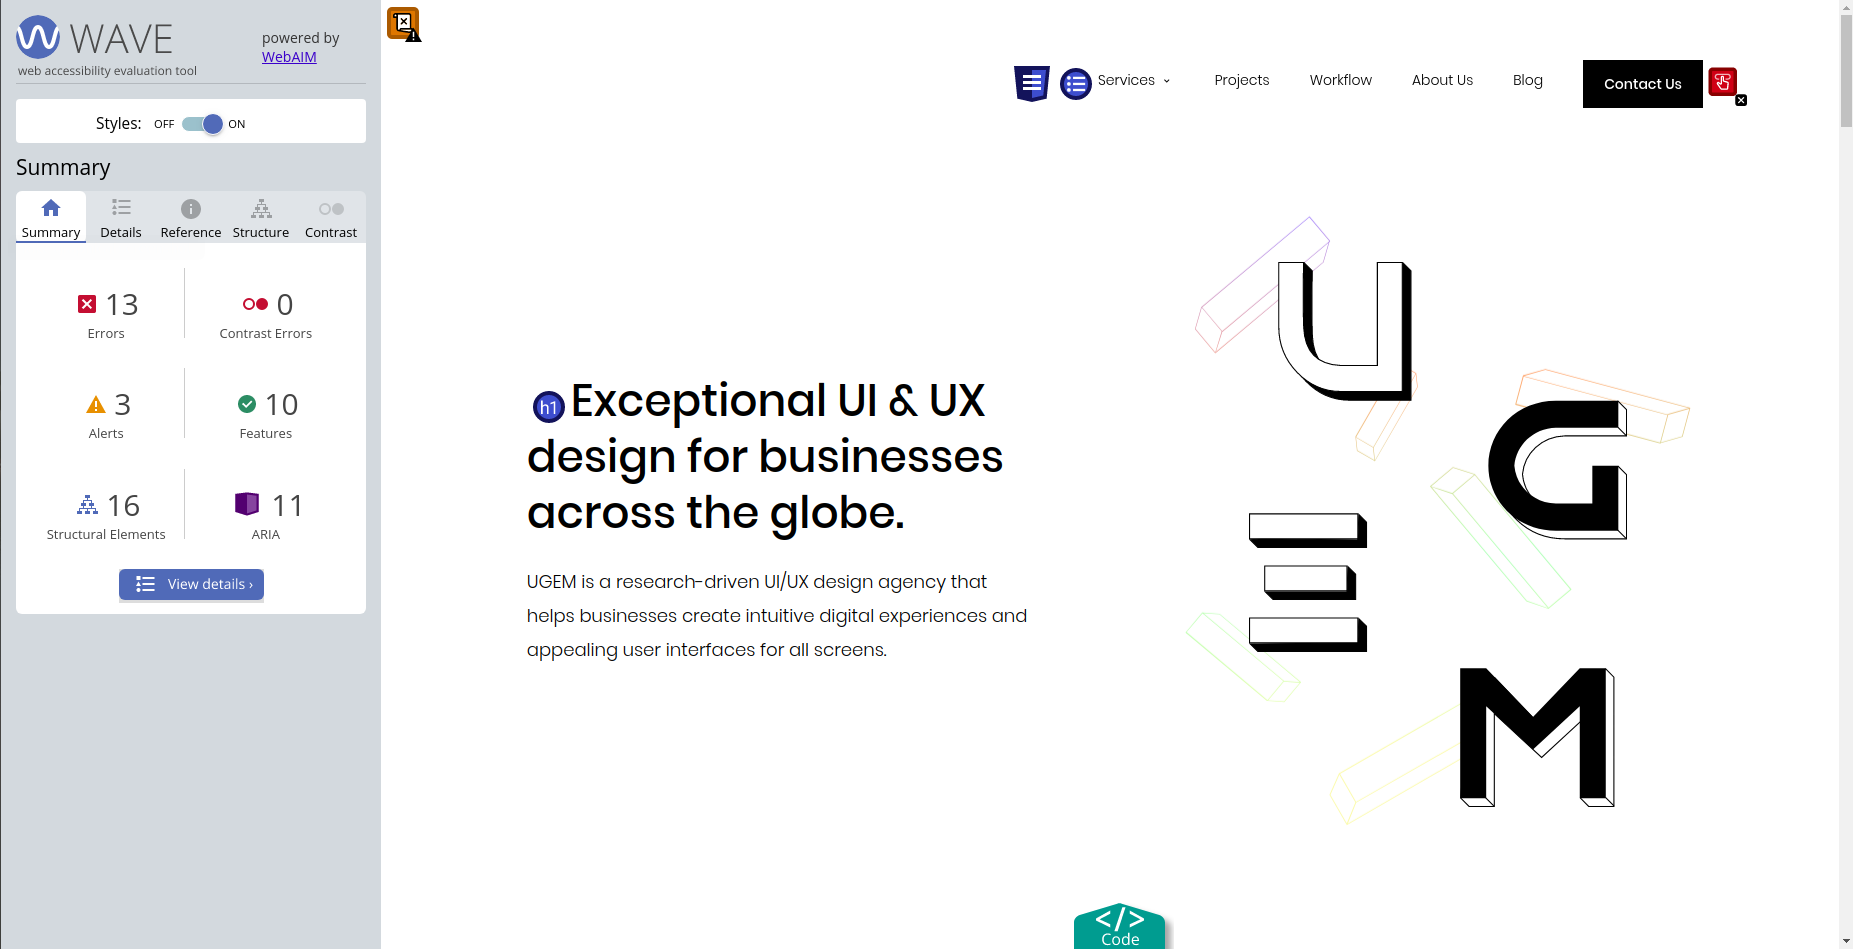 WAVE
powered by
WebAIM
web accessibility evaluation tool
Styles: OFF ON
Summary
Summary Details Reference Structure Contrast
13
Errors
0
Contrast Errors
3
Alerts
10
Features
16
Structural Elements
11
ARIA
View details ›
Services Projects Workflow About Us Blog Contact Us
h1 Exceptional UI & UX
design for businesses
across the globe.
UGEM is a research-driven UI/UX design agency that
helps businesses create intuitive digital experiences and
appealing user interfaces for all screens.
U
G
E
M
</>
Code